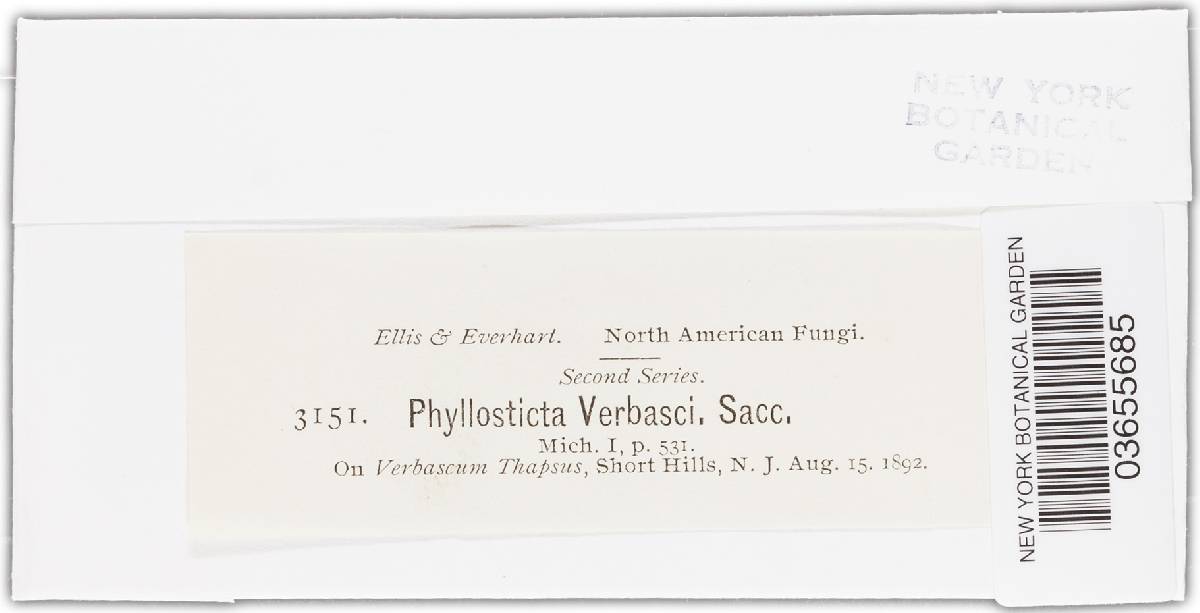 NEW YORK
BOTANICAL
GARDEN
Ellis & Everhart. North American Fungi.
Second Series.
3151. Phyllosticta Verbasci. Sacc.
Mich. I, p. 531.
On Verbascum Thapsus, Short Hills, N. J. Aug. 15. 1892.
NEW YORK BOTANICAL GARDEN
03655685